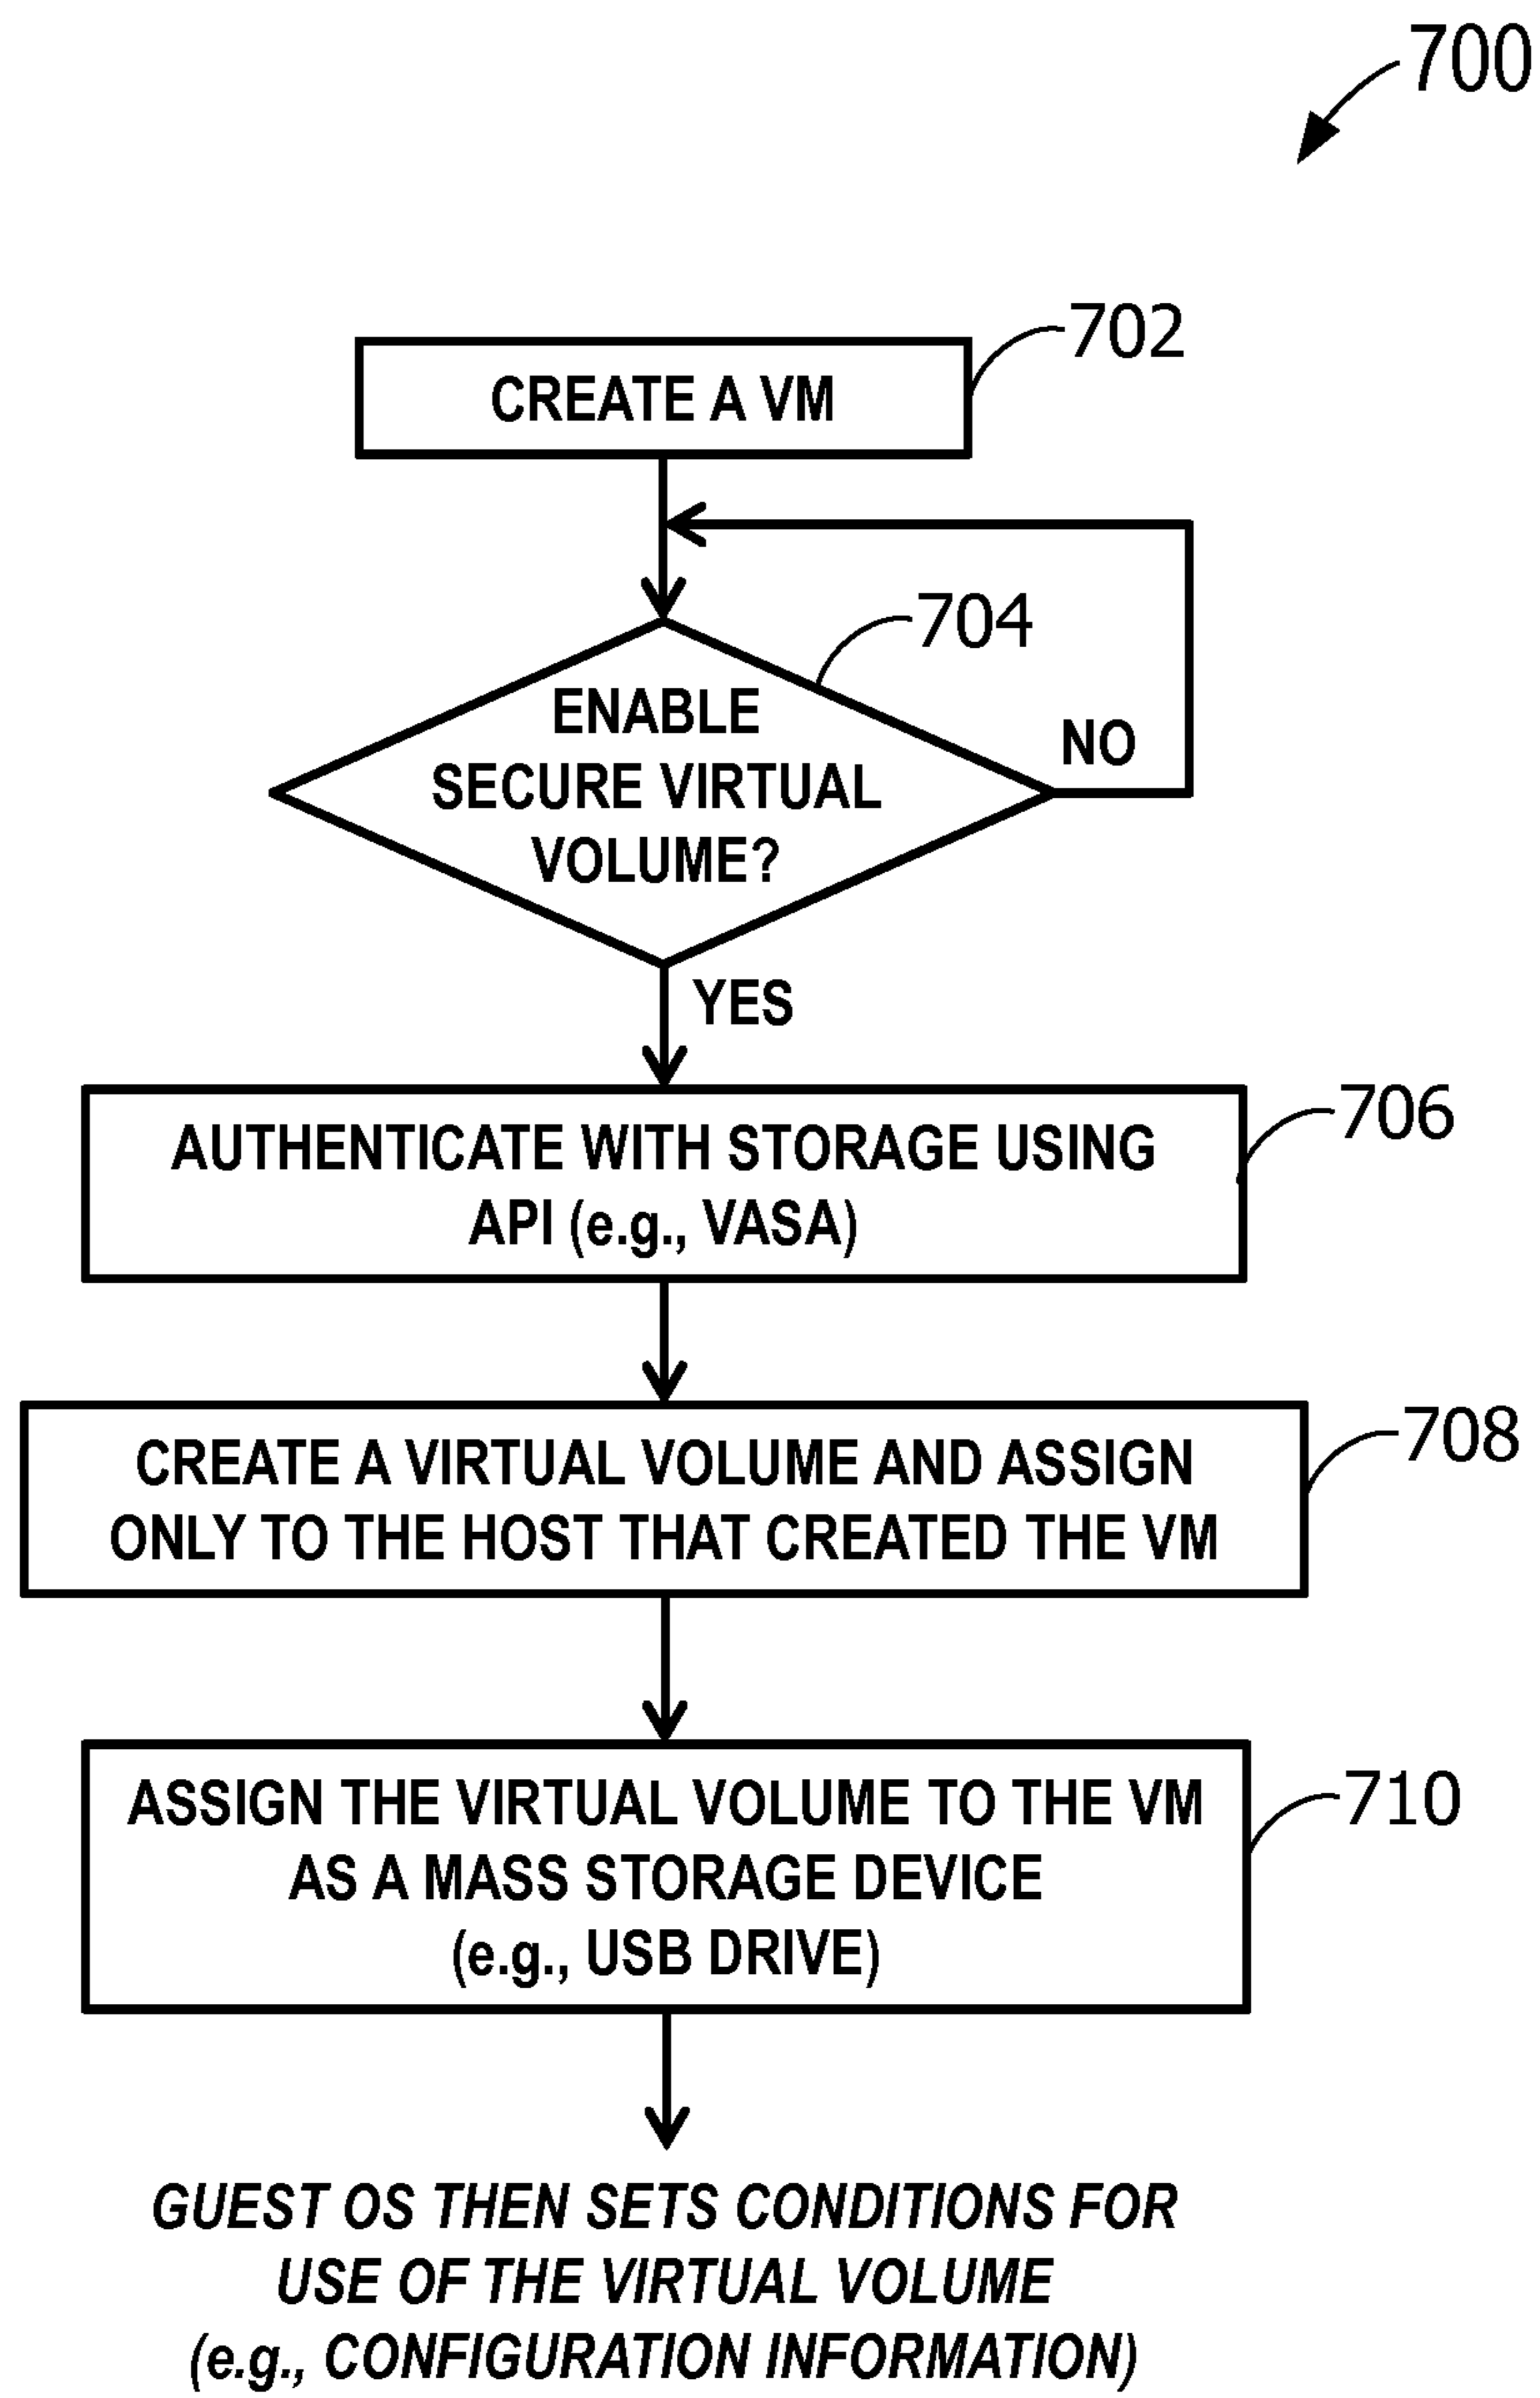 700
CREATE A VM
702
704
ENABLE
SECURE VIRTUAL
VOLUME?
NO
YES
AUTHENTICATE WITH STORAGE USING
API (e.g., VASA)
706
CREATE A VIRTUAL VOLUME AND ASSIGN
ONLY TO THE HOST THAT CREATED THE VM
708
ASSIGN THE VIRTUAL VOLUME TO THE VM
AS A MASS STORAGE DEVICE
(e.g., USB DRIVE)
710
GUEST OS THEN SETS CONDITIONS FOR
USE OF THE VIRTUAL VOLUME
(e.g., CONFIGURATION INFORMATION)